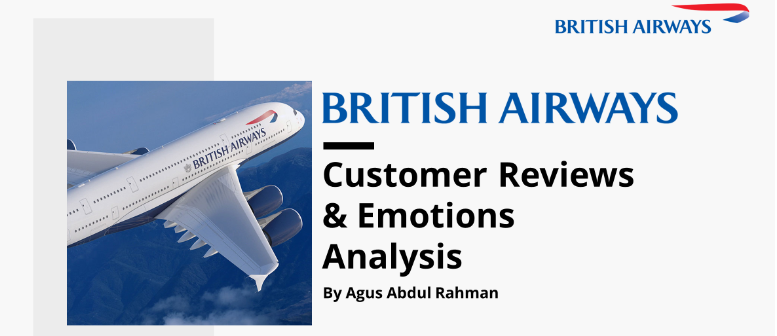 BRITISH AIRWAYS
BRITISH AIRWAYS
BRITISH AIRWAYS
Customer Reviews
& Emotions
Analysis
By Agus Abdul Rahman